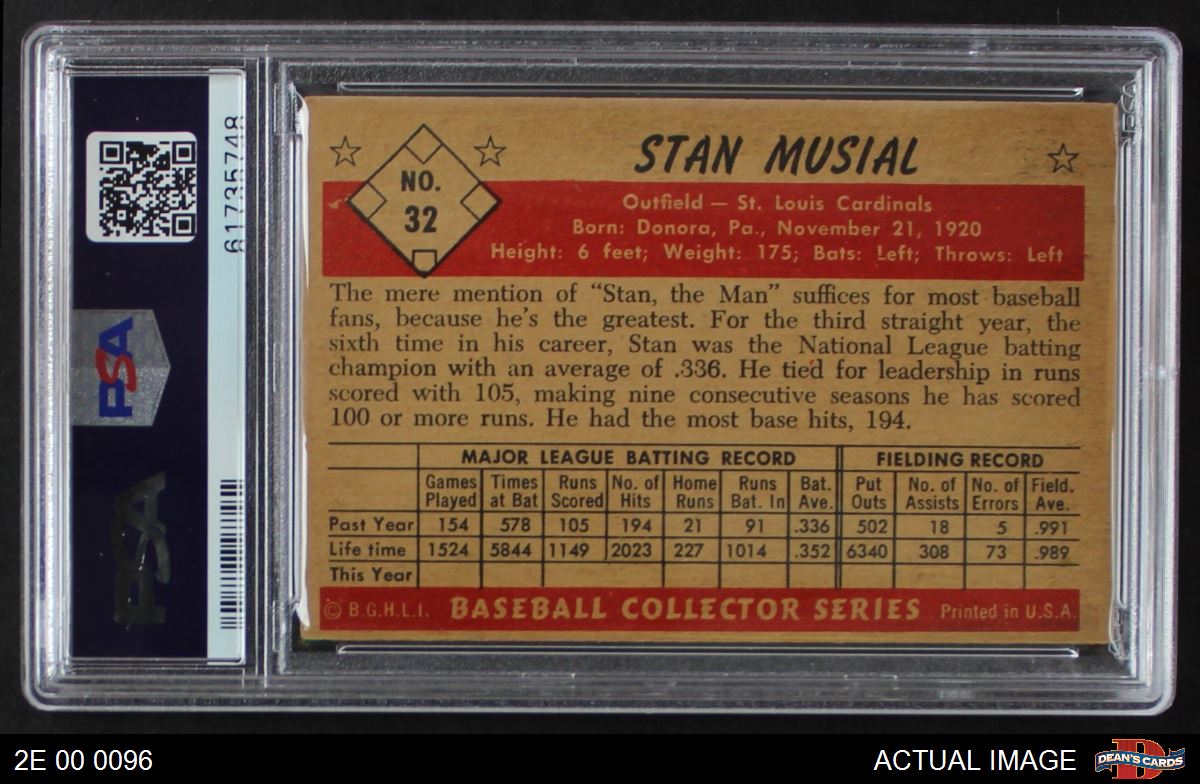 61735748
PSA
PSA
NO.
32
STAN MUSIAL
Outfield — St. Louis Cardinals
Born: Donora, Pa., November 21, 1920
Height: 6 feet; Weight: 175; Bats: Left; Throws: Left
The mere mention of “Stan, the Man” suffices for most baseball
fans, because he’s the greatest. For the third straight year, the
sixth time in his career, Stan was the National League batting
champion with an average of .336. He tied for leadership in runs
scored with 105, making nine consecutive seasons he has scored
100 or more runs. He had the most base hits, 194.
MAJOR LEAGUE BATTING RECORD FIELDING RECORD
Games Times Runs No. of Home Runs Bat. Put No. of No. of Field.
Played at Bat Scored Hits Runs Bat. In Ave. Outs Assists Errors Ave.
Past Year 154 578 105 194 21 91 .336 502 18 5 .991
Life time 1524 5844 1149 2023 227 1014 .352 6340 308 73 .989
This Year
© B.G.H.L.I. BASEBALL COLLECTOR SERIES Printed in U.S.A.
2E 00 0096 ACTUAL IMAGE DEAN'S CARDS